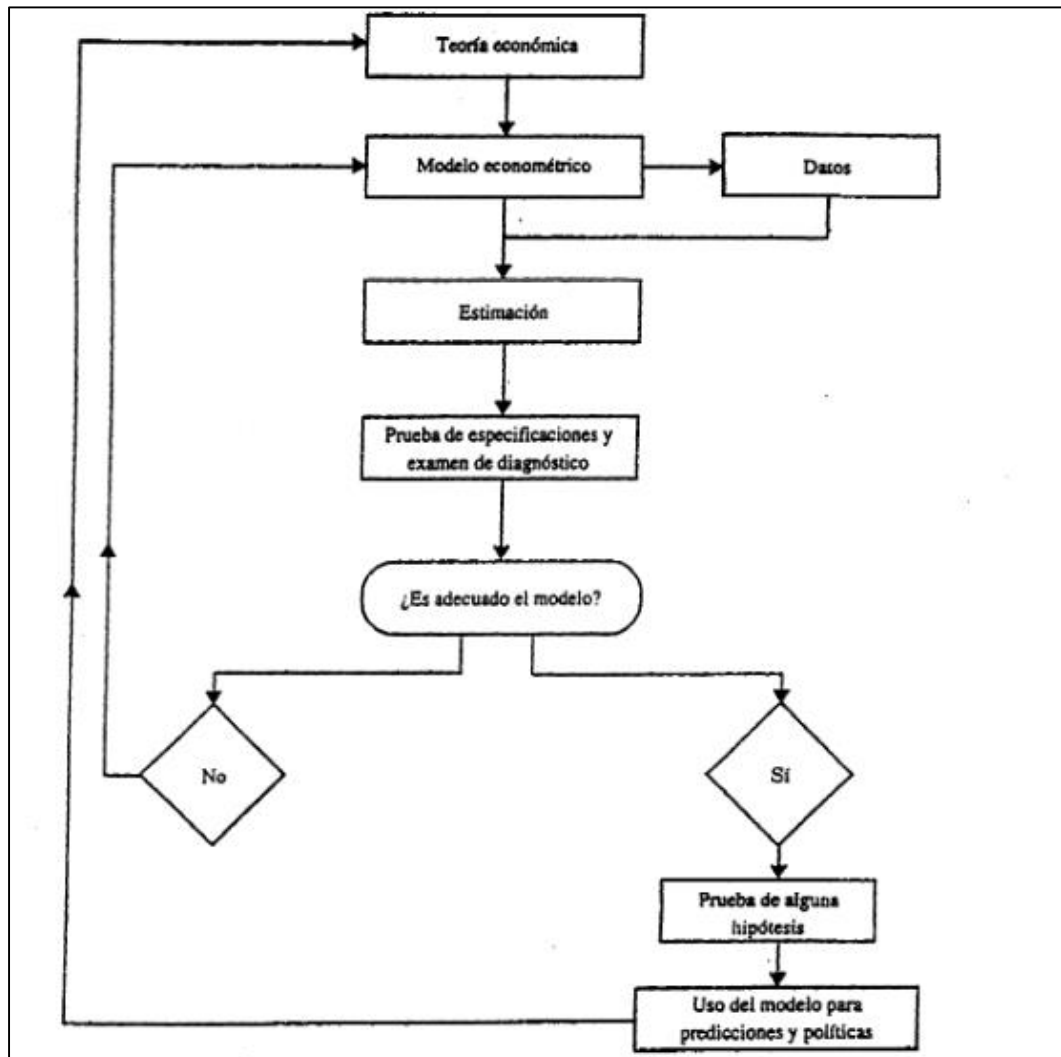 Teoría económica
Modelo econométrico
Datos
Estimación
Prueba de especificaciones y
examen de diagnóstico
¿Es adecuado el modelo?
No
Sí
Prueba de alguna
hipótesis
Uso del modelo para
predicciones y políticas